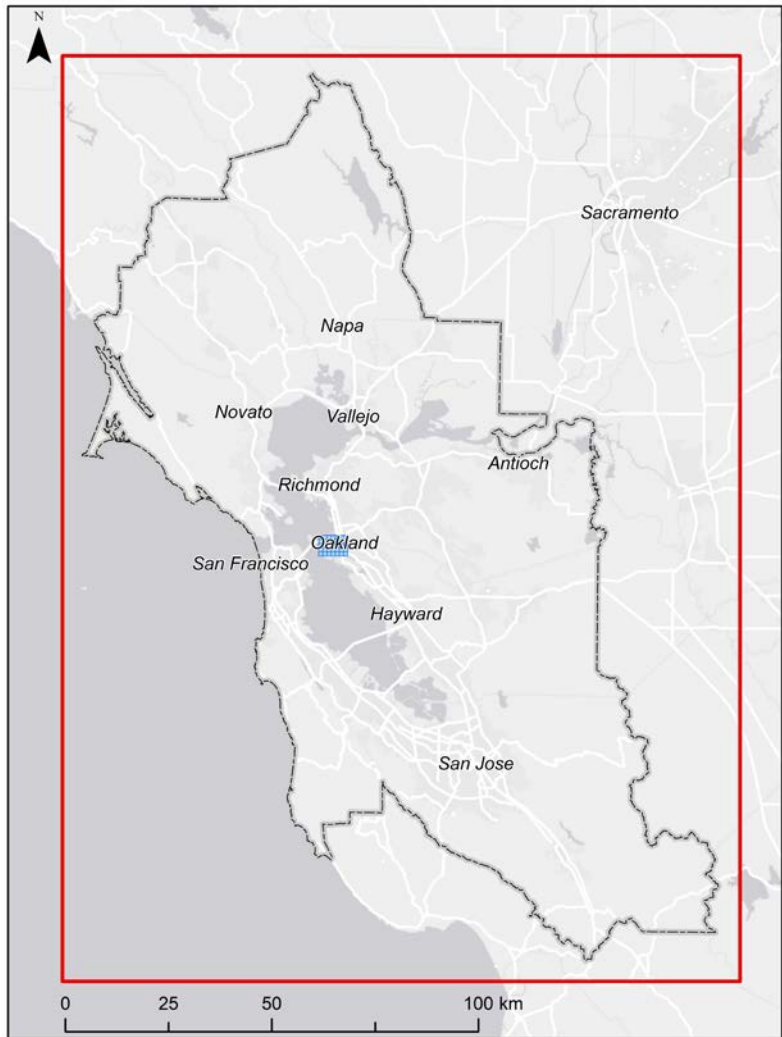 N
Sacramento
Napa
Novato
Vallejo
Antioch
Richmond
Oakland
San Francisco
Hayward
San Jose
0 25 50 100 km